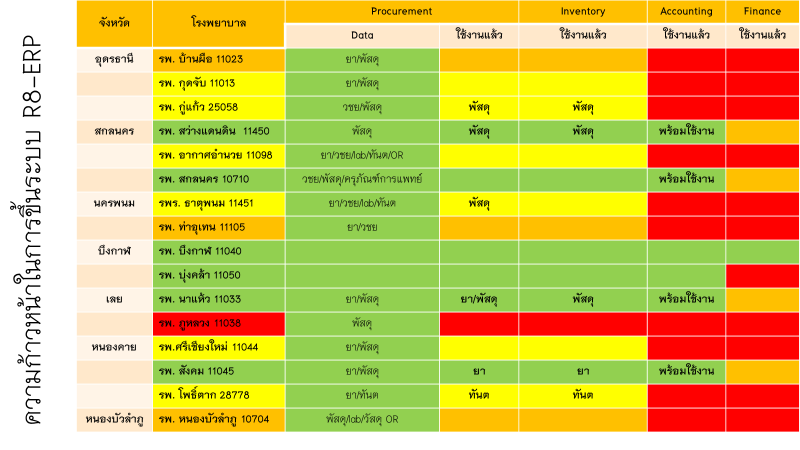 ความก้าวหน้าในการขึ้นระบบ R8-ERP
จังหวัด โรงพยาบาล Procurement Inventory Accounting Finance
Data ใช้งานแล้ว ใช้งานแล้ว ใช้งานแล้ว ใช้งานแล้ว
อุดรธานี รพ. บ้านผือ 11023 ยา/พัสดุ
รพ. กุดจับ 11013 ยา/พัสดุ
รพ. กู่แก้ว 25058 วชย/พัสดุ พัสดุ พัสดุ
สกลนคร รพ. สว่างแดนดิน 11450 พัสดุ พัสดุ พัสดุ พร้อมใช้งาน
รพ. อากาศอำนวย 11098 ยา/วชย/lab/ทันต/OR
รพ. สกลนคร 10710 วชย/พัสดุ/ครุภัณฑ์การแพทย์ พร้อมใช้งาน
นครพนม รพร. ธาตุพนม 11451 ยา/วชย/lab/ทันต พัสดุ
รพ. ท่าอุเทน 11105 ยา/วชย
บึงกาฬ รพ. บึงกาฬ 11040
รพ. บุ่งคล้า 11050
เลย รพ. นาแห้ว 11033 ยา/พัสดุ ยา/พัสดุ พัสดุ พร้อมใช้งาน
รพ. ภูหลวง 11038 พัสดุ
หนองคาย รพ.ศรีเชียงใหม่ 11044 ยา/พัสดุ
รพ. สังคม 11045 ยา/พัสดุ ยา ยา พร้อมใช้งาน
รพ. โพธิ์ตาก 28778 ยา/ทันต ทันต ทันต
หนองบัวลำภู รพ. หนองบัวลำภู 10704 พัสดุ/lab/วัสดุ OR